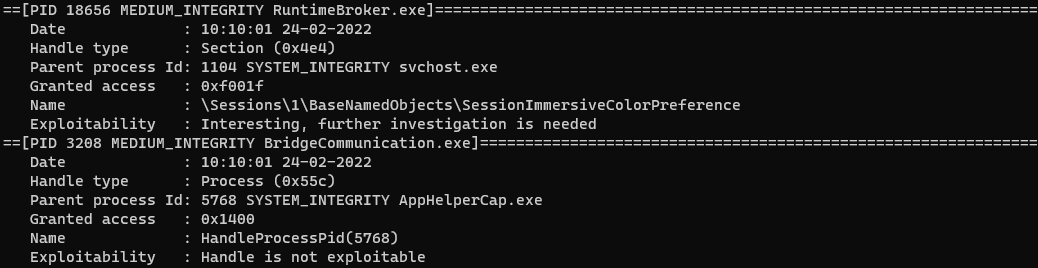 ==[PID 18656 MEDIUM_INTEGRITY RuntimeBroker.exe]===================================================================
Date : 10:10:01 24-02-2022
Handle type : Section (0x4e4)
Parent process Id: 1104 SYSTEM_INTEGRITY svchost.exe
Granted access : 0xf001f
Name : \Sessions\1\BaseNamedObjects\SessionImmersiveColorPreference
Exploitability : Interesting, further investigation is needed
==[PID 3208 MEDIUM_INTEGRITY BridgeCommunication.exe]==============================================================
Date : 10:10:01 24-02-2022
Handle type : Process (0x55c)
Parent process Id: 5768 SYSTEM_INTEGRITY AppHelperCap.exe
Granted access : 0x1400
Name : HandleProcessPid(5768)
Exploitability : Handle is not exploitable